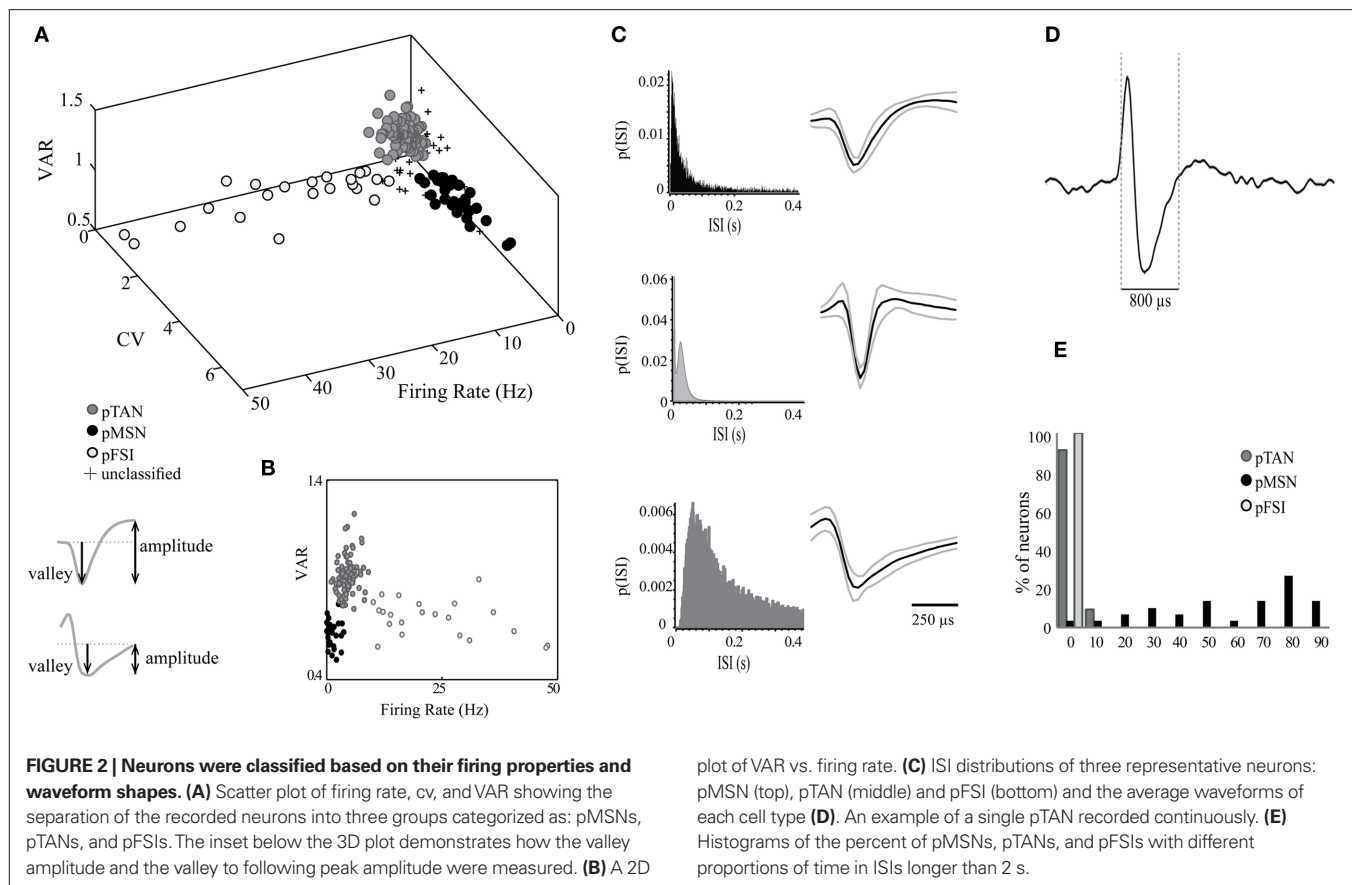 A
1.5
1
0.5
VAR
0
2
4
6
CV
50
40
30
20
10
0
Firing Rate (Hz)
pTAN
pMSN
pFSI
+ unclassified
valley
amplitude
valley
amplitude
B
1.4
0.4
VAR
0
25
50
Firing Rate (Hz)
C
0.02
0.01
0
p(ISI)
0
0.2
0.4
ISI (s)
0.06
0.04
0.02
0
p(ISI)
0
0.2
0.4
ISI (s)
0.006
0.004
0.002
0
p(ISI)
0
0.2
0.4
ISI (s)
250 µs
D
800 µs
E
100
80
60
40
20
0
% of neurons
pTAN
pMSN
pFSI
0 10 20 30 40 50 60 70 80 90
FIGURE 2 | Neurons were classified based on their firing properties and
waveform shapes. (A) Scatter plot of firing rate, cv, and VAR showing the
separation of the recorded neurons into three groups categorized as: pMSNs,
pTANs, and pFSIs. The inset below the 3D plot demonstrates how the valley
amplitude and the valley to following peak amplitude were measured. (B) A 2D
plot of VAR vs. firing rate. (C) ISI distributions of three representative neurons:
pMSN (top), pTAN (middle) and pFSI (bottom) and the average waveforms of
each cell type (D). An example of a single pTAN recorded continuously. (E)
Histograms of the percent of pMSNs, pTANs, and pFSIs with different
proportions of time in ISIs longer than 2 s.